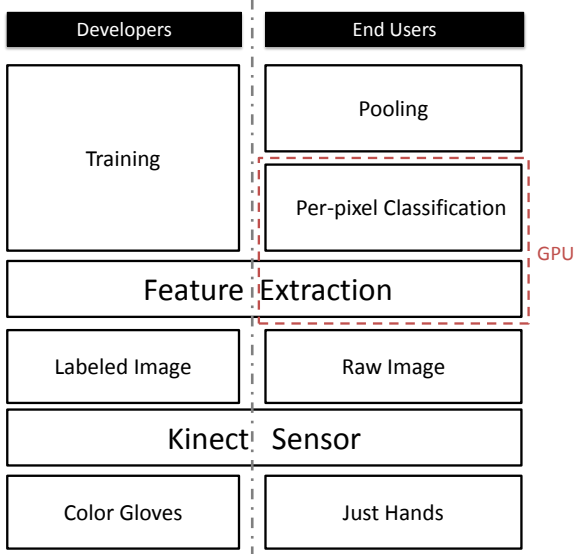 Developers
End Users
Pooling
Training
Per-pixel Classification
GPU
Feature Extraction
Labeled Image
Raw Image
Kinect Sensor
Color Gloves
Just Hands